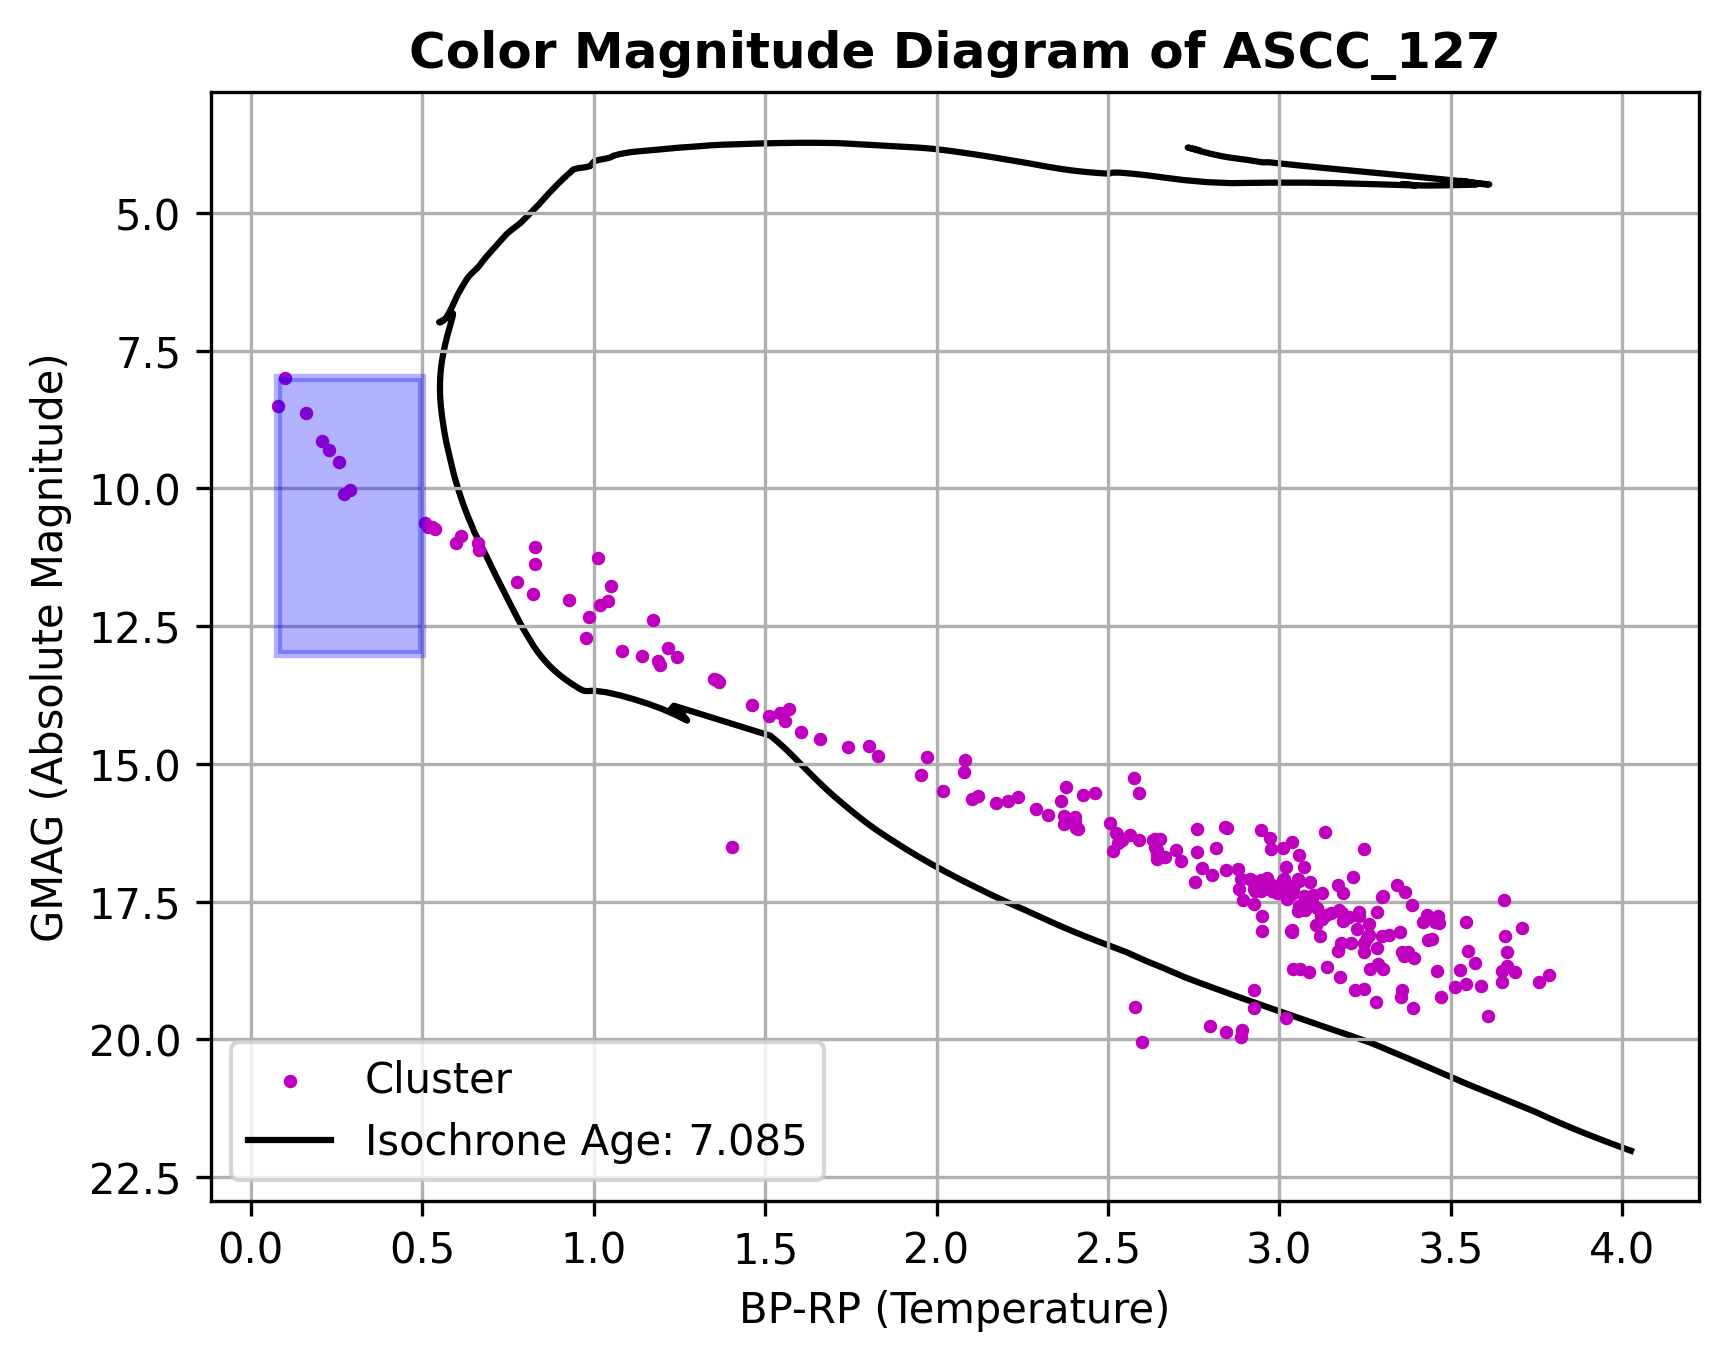 Color Magnitude Diagram of ASCC_127
GMAG (Absolute Magnitude)
5.0
7.5
10.0
12.5
15.0
17.5
20.0
22.5
Cluster
Isochrone Age: 7.085
0.0 0.5 1.0 1.5 2.0 2.5 3.0 3.5 4.0
BP-RP (Temperature)